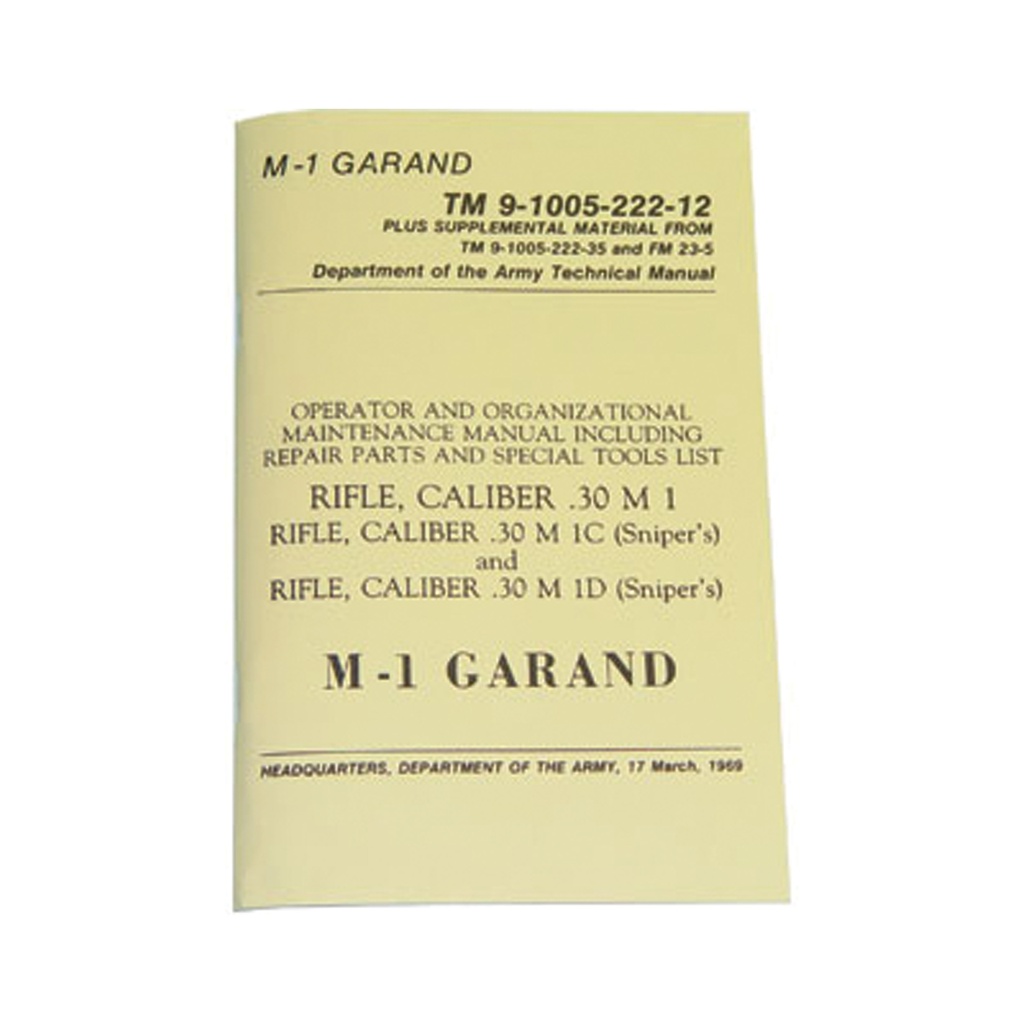 M-1 GARAND
TM 9-1005-222-12
PLUS SUPPLEMENTAL MATERIAL FROM
TM 9-1005-222-35 and FM 23-5
Department of the Army Technical Manual
OPERATOR AND ORGANIZATIONAL
MAINTENANCE MANUAL INCLUDING
REPAIR PARTS AND SPECIAL TOOLS LIST
RIFLE, CALIBER .30 M 1
RIFLE, CALIBER .30 M 1C (Sniper's)
and
RIFLE, CALIBER .30 M 1D (Sniper's)
M-1 GARAND
HEADQUARTERS, DEPARTMENT OF THE ARMY, 17 March, 1969